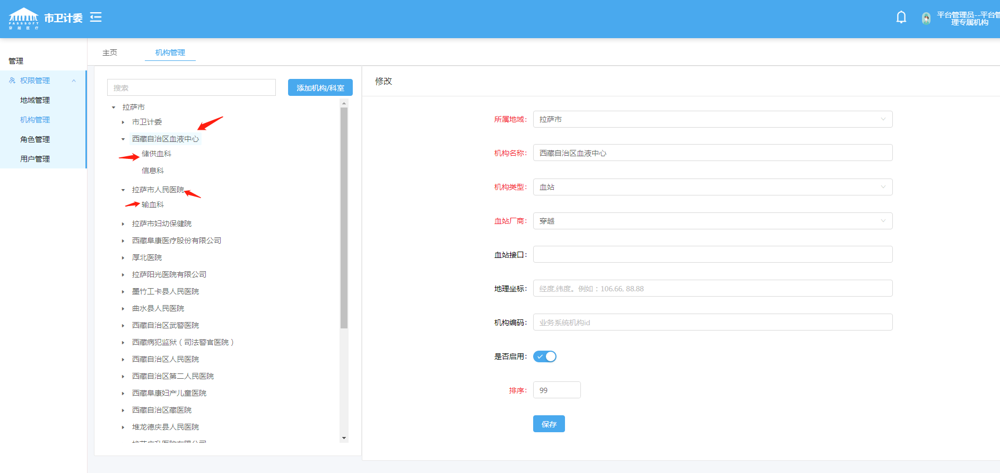 PASSSOFT
穿越医疗
市卫计委
平台管理员--平台管
理专属机构
管理
权限管理
地域管理
机构管理
角色管理
用户管理
主页
机构管理
搜索
添加机构/科室
拉萨市
市卫计委
西藏自治区血液中心
储供血科
信息科
拉萨市人民医院
输血科
拉萨市妇幼保健院
西藏阜康医疗股份有限公司
厚北医院
拉萨阳光医院有限公司
墨竹工卡县人民医院
曲水县人民医院
西藏自治区武警医院
西藏病犯监狱（司法警官医院）
西藏自治区人民医院
西藏自治区第二人民医院
西藏阜康妇产儿童医院
西藏自治区藏医院
堆龙德庆县人民医院
修改
所属地域:
拉萨市
机构名称:
西藏自治区血液中心
机构类型:
血站
血站厂商:
穿越
血站接口:
地理坐标:
经度,纬度。例如：106.66, 88.88
机构编码:
业务系统机构id
是否启用:
排序:
99
保存